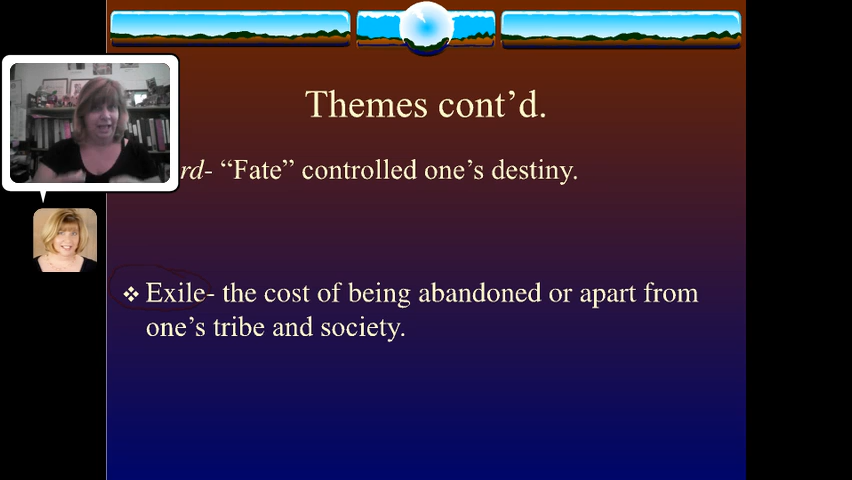 Themes cont’d.
- “Fate” controlled one’s destiny.
Exile- the cost of being abandoned or apart from
one’s tribe and society.